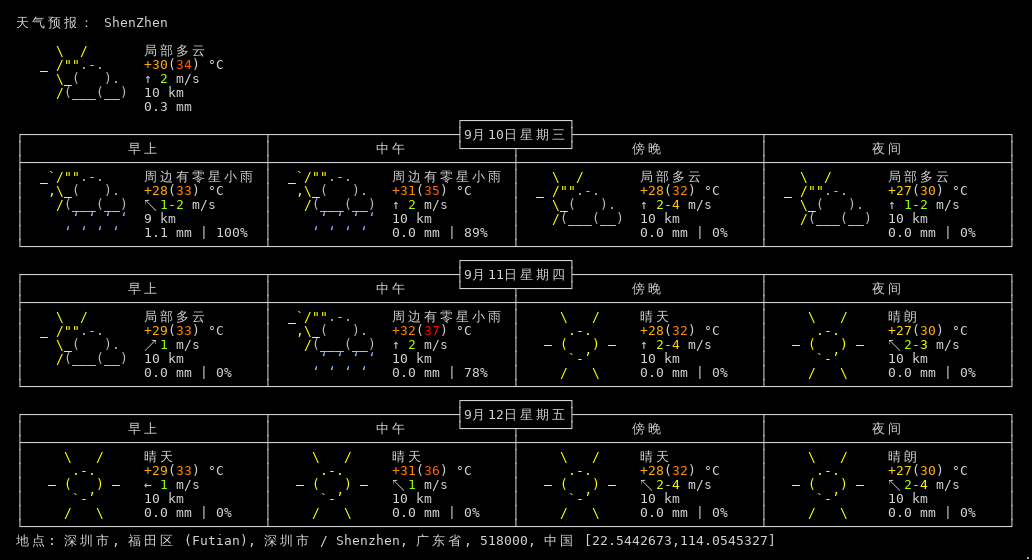 天气预报： ShenZhen
局部多云
+30(34) °C
↑ 2 m/s
10 km
0.3 mm
9月10日星期三
早上 中午 傍晚 夜间
周边有零星小雨 周边有零星小雨 局部多云 局部多云
+28(33) °C +31(35) °C +28(32) °C +27(30) °C
↖ 1-2 m/s ↑ 2 m/s ↑ 2-4 m/s ↑ 1-2 m/s
9 km 10 km 10 km 10 km
1.1 mm | 100% 0.0 mm | 89% 0.0 mm | 0% 0.0 mm | 0%
9月11日星期四
早上 中午 傍晚 夜间
局部多云 周边有零星小雨 晴天 晴朗
+29(33) °C +32(37) °C +28(32) °C +27(30) °C
↗ 1 m/s ↑ 2 m/s ↑ 2-4 m/s ↖ 2-3 m/s
10 km 10 km 10 km 10 km
0.0 mm | 0% 0.0 mm | 78% 0.0 mm | 0% 0.0 mm | 0%
9月12日星期五
早上 中午 傍晚 夜间
晴天 晴天 晴天 晴朗
+29(33) °C +31(36) °C +28(32) °C +27(30) °C
← 1 m/s ↖ 1 m/s ↖ 2-4 m/s ↖ 2-4 m/s
10 km 10 km 10 km 10 km
0.0 mm | 0% 0.0 mm | 0% 0.0 mm | 0% 0.0 mm | 0%
地点: 深圳市, 福田区 (Futian), 深圳市 / Shenzhen, 广东省, 518000, 中国 [22.5442673,114.0545327]